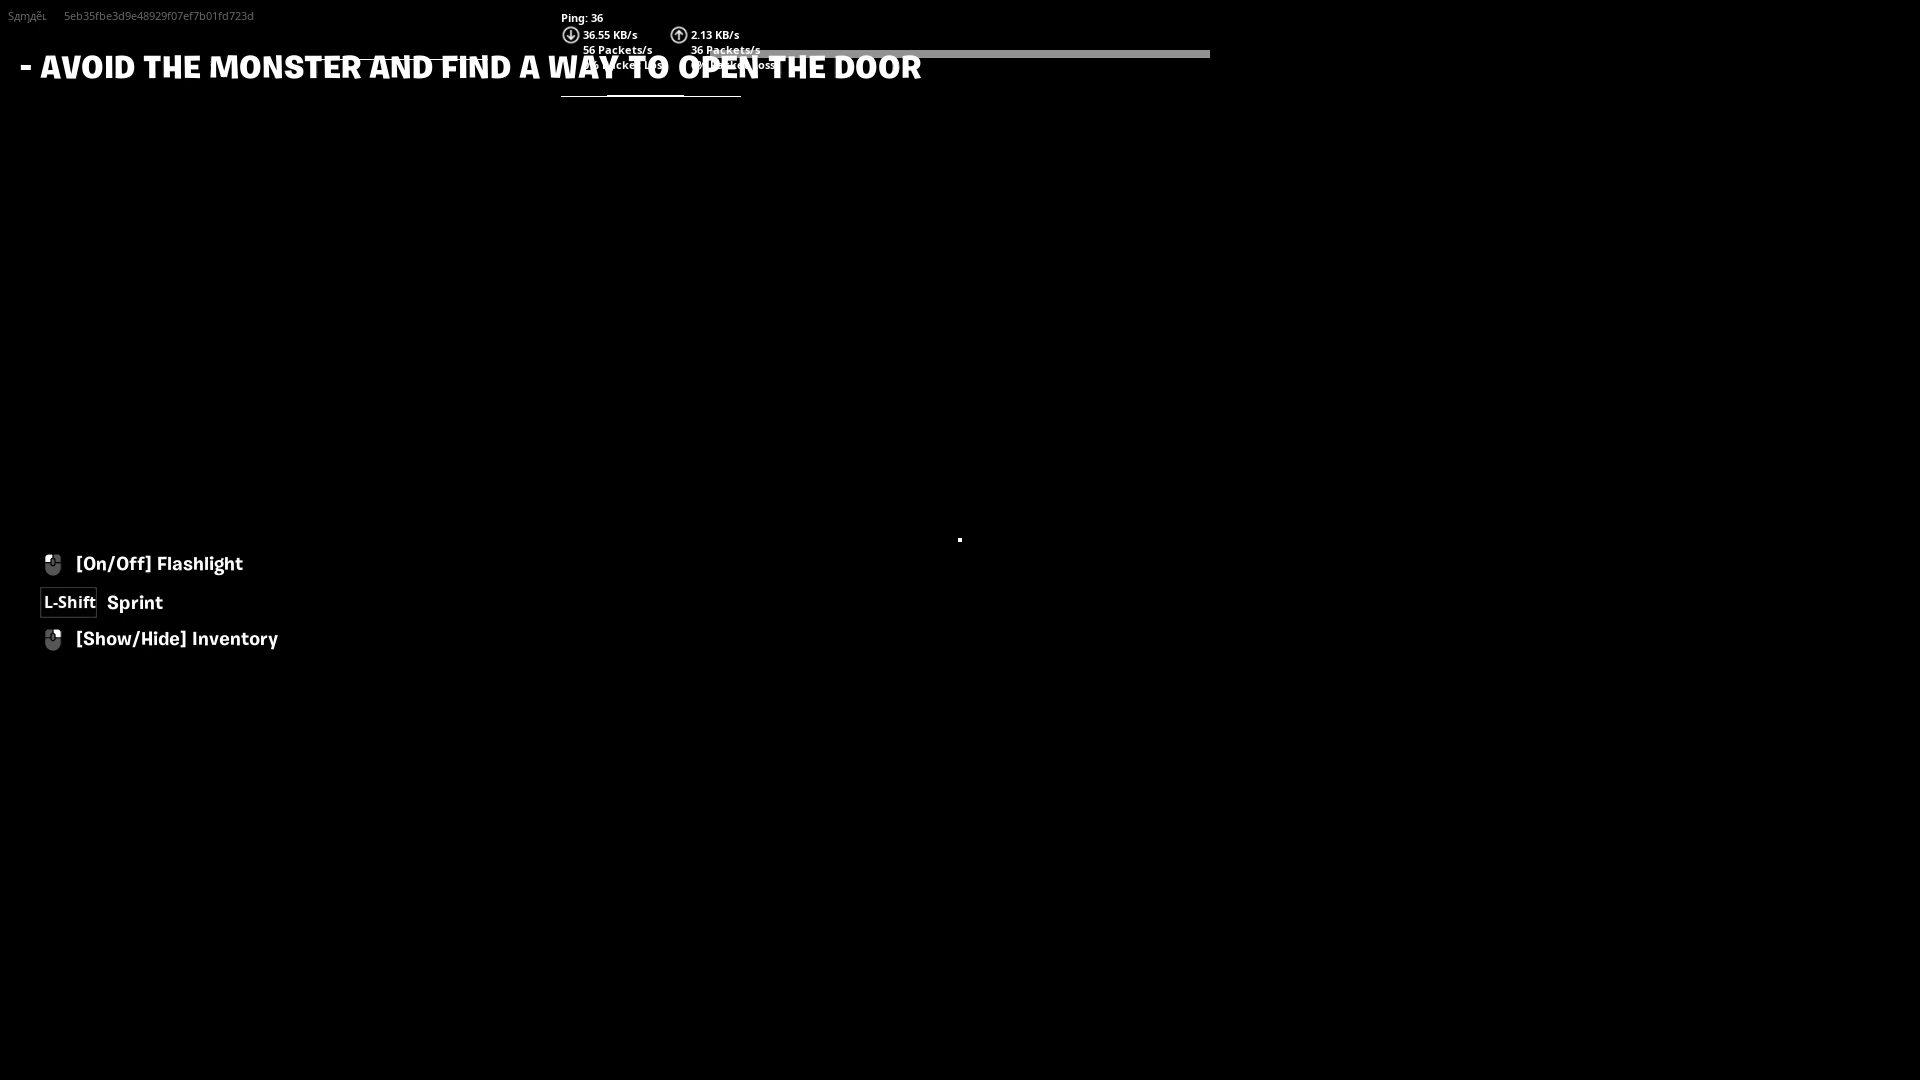 5eb35fbe3d9e48929f07ef7b01fd723d
Ping: 36
36.55 KB/s 2.13 KB/s
56 Packets/s 36 Packets/s
- AVOID THE MONSTER AND FIND A WAY TO OPEN THE DOOR
[On/Off] Flashlight
L-Shift Sprint
[Show/Hide] Inventory